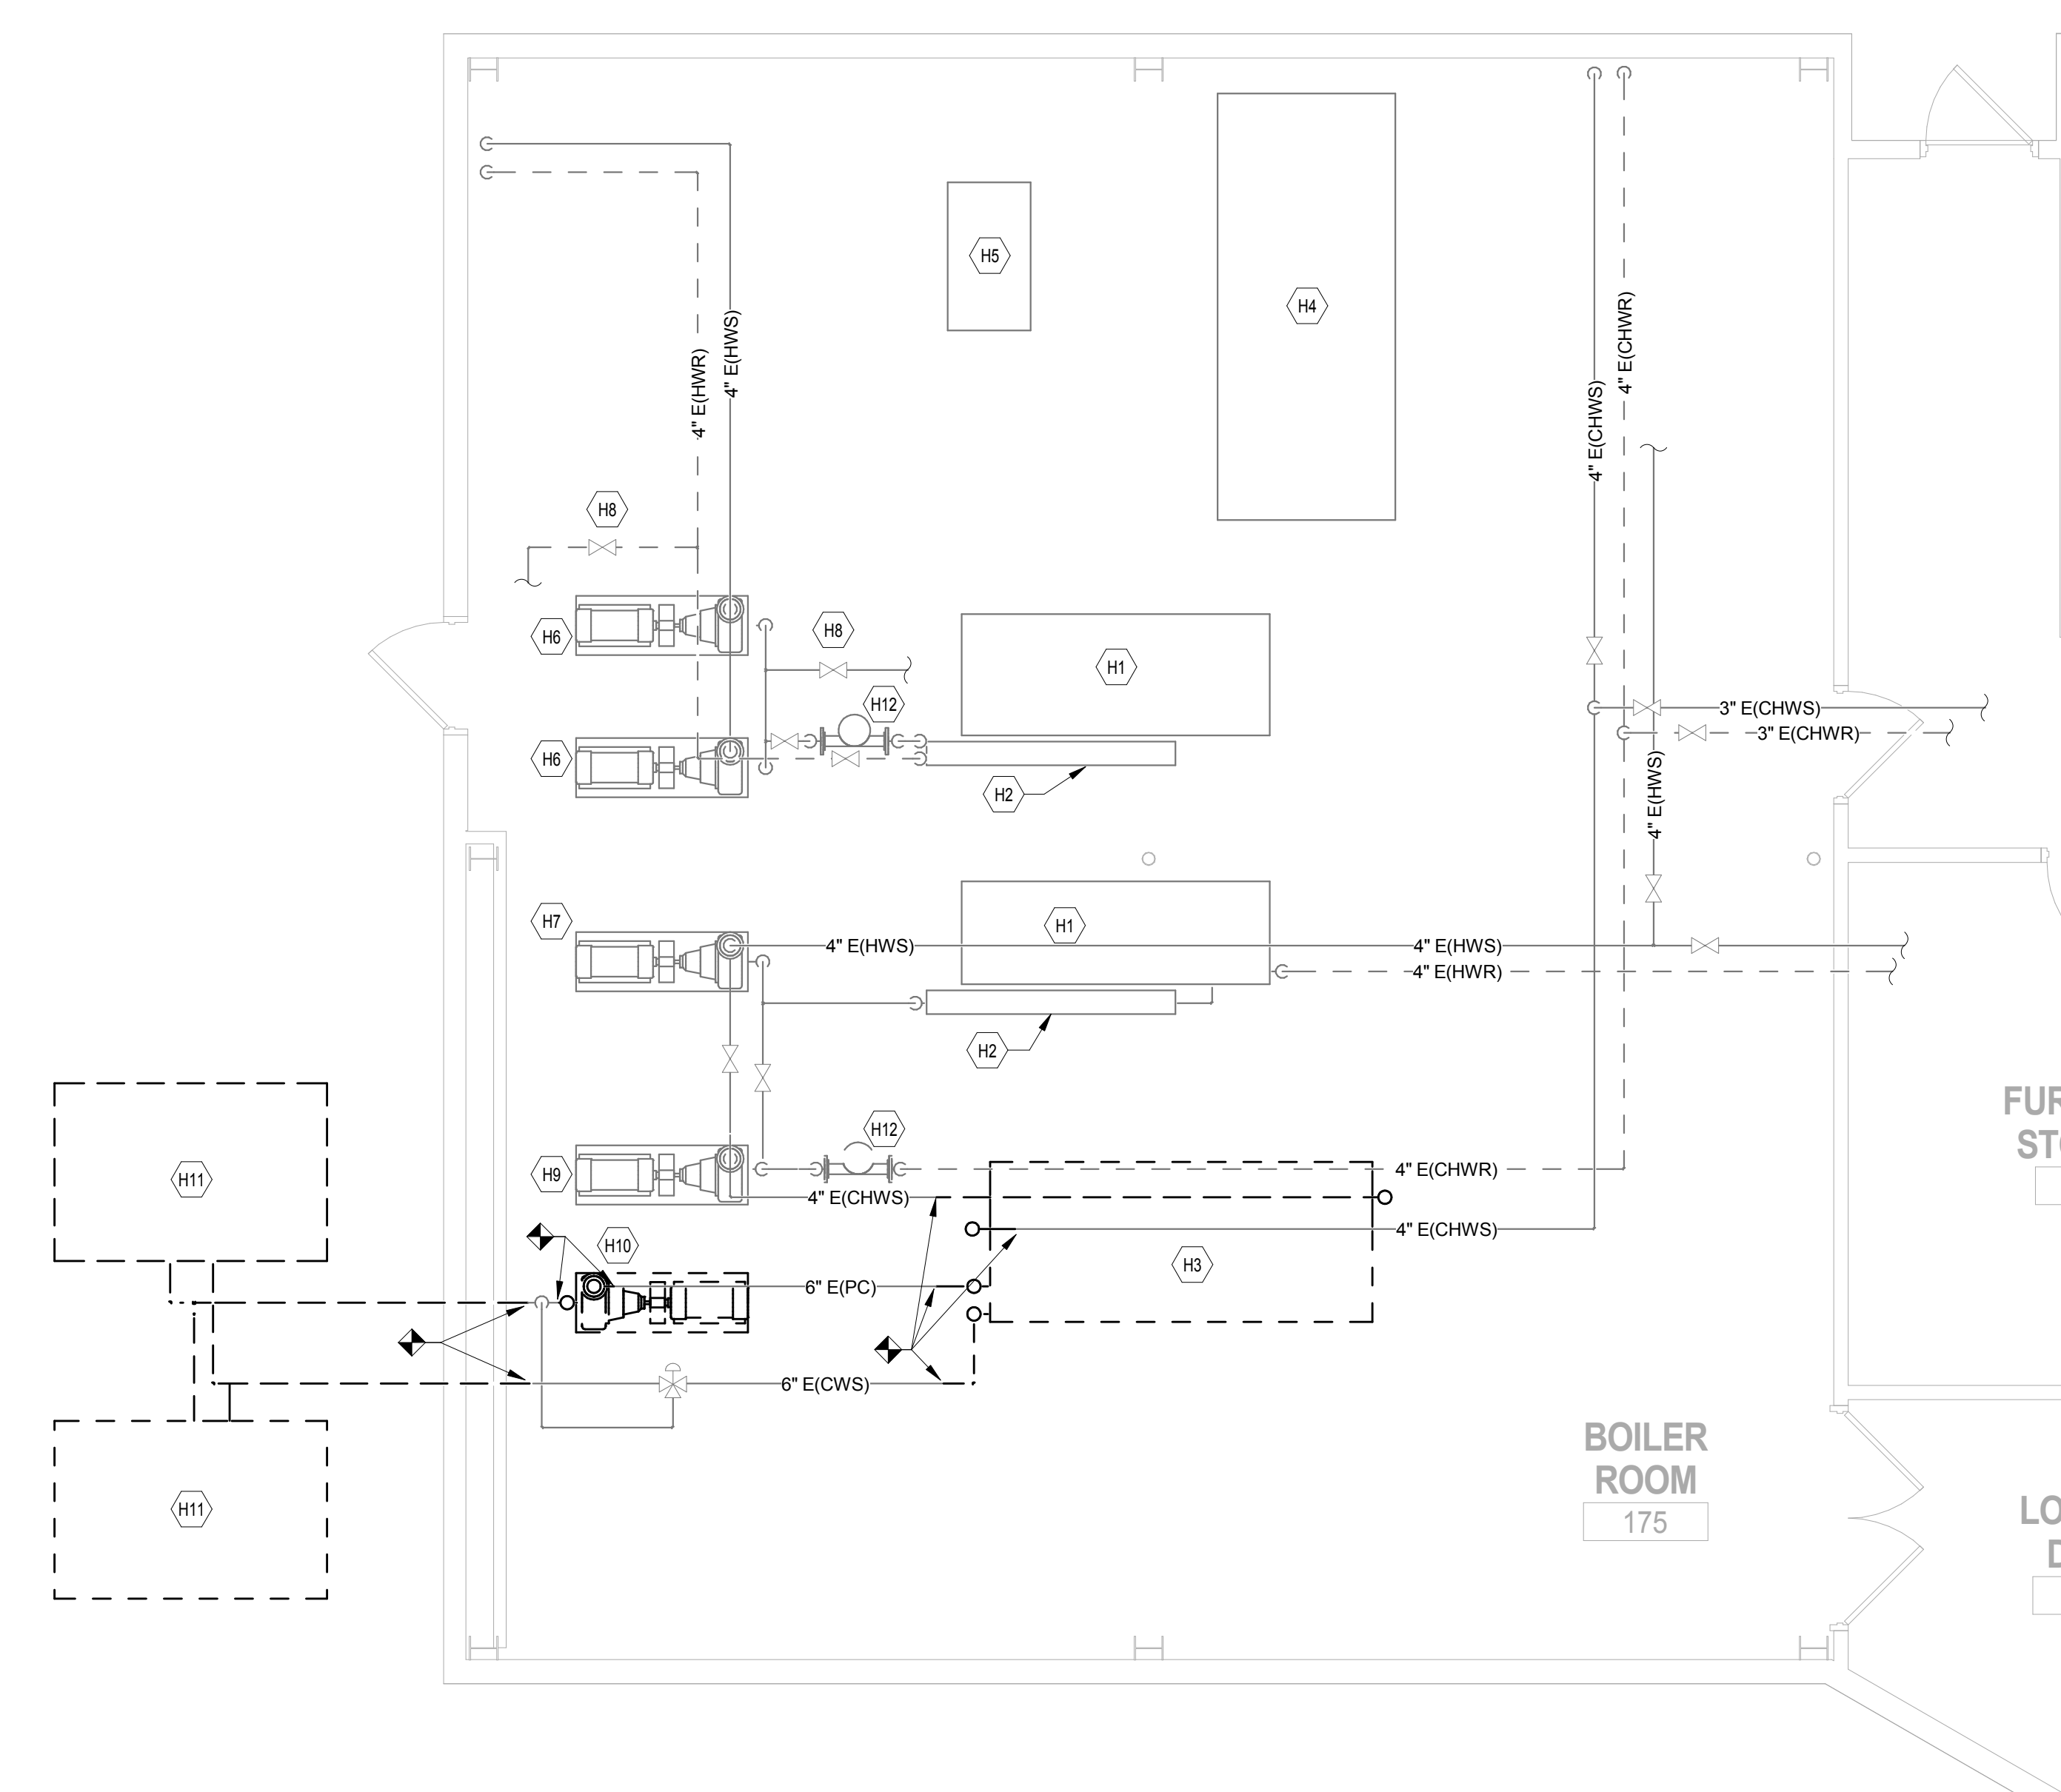 H5
H4
4" E(HWR)
4" E(HWS)
4" E(CHWS)
4" E(CHWR)
H8
H6
H8
H1
H12
3" E(CHWS)
3" E(CHWR)
H6
H2
4" E(HWS)
H7
H1
4" E(HWS)
4" E(HWS)
4" E(HWR)
H2
FUR
STO
H12
H11
H9
4" E(CHWR)
4" E(CHWS)
4" E(CHWS)
H10
H3
6" E(PC)
6" E(CWS)
BOILER
ROOM
175
H11
LO
D